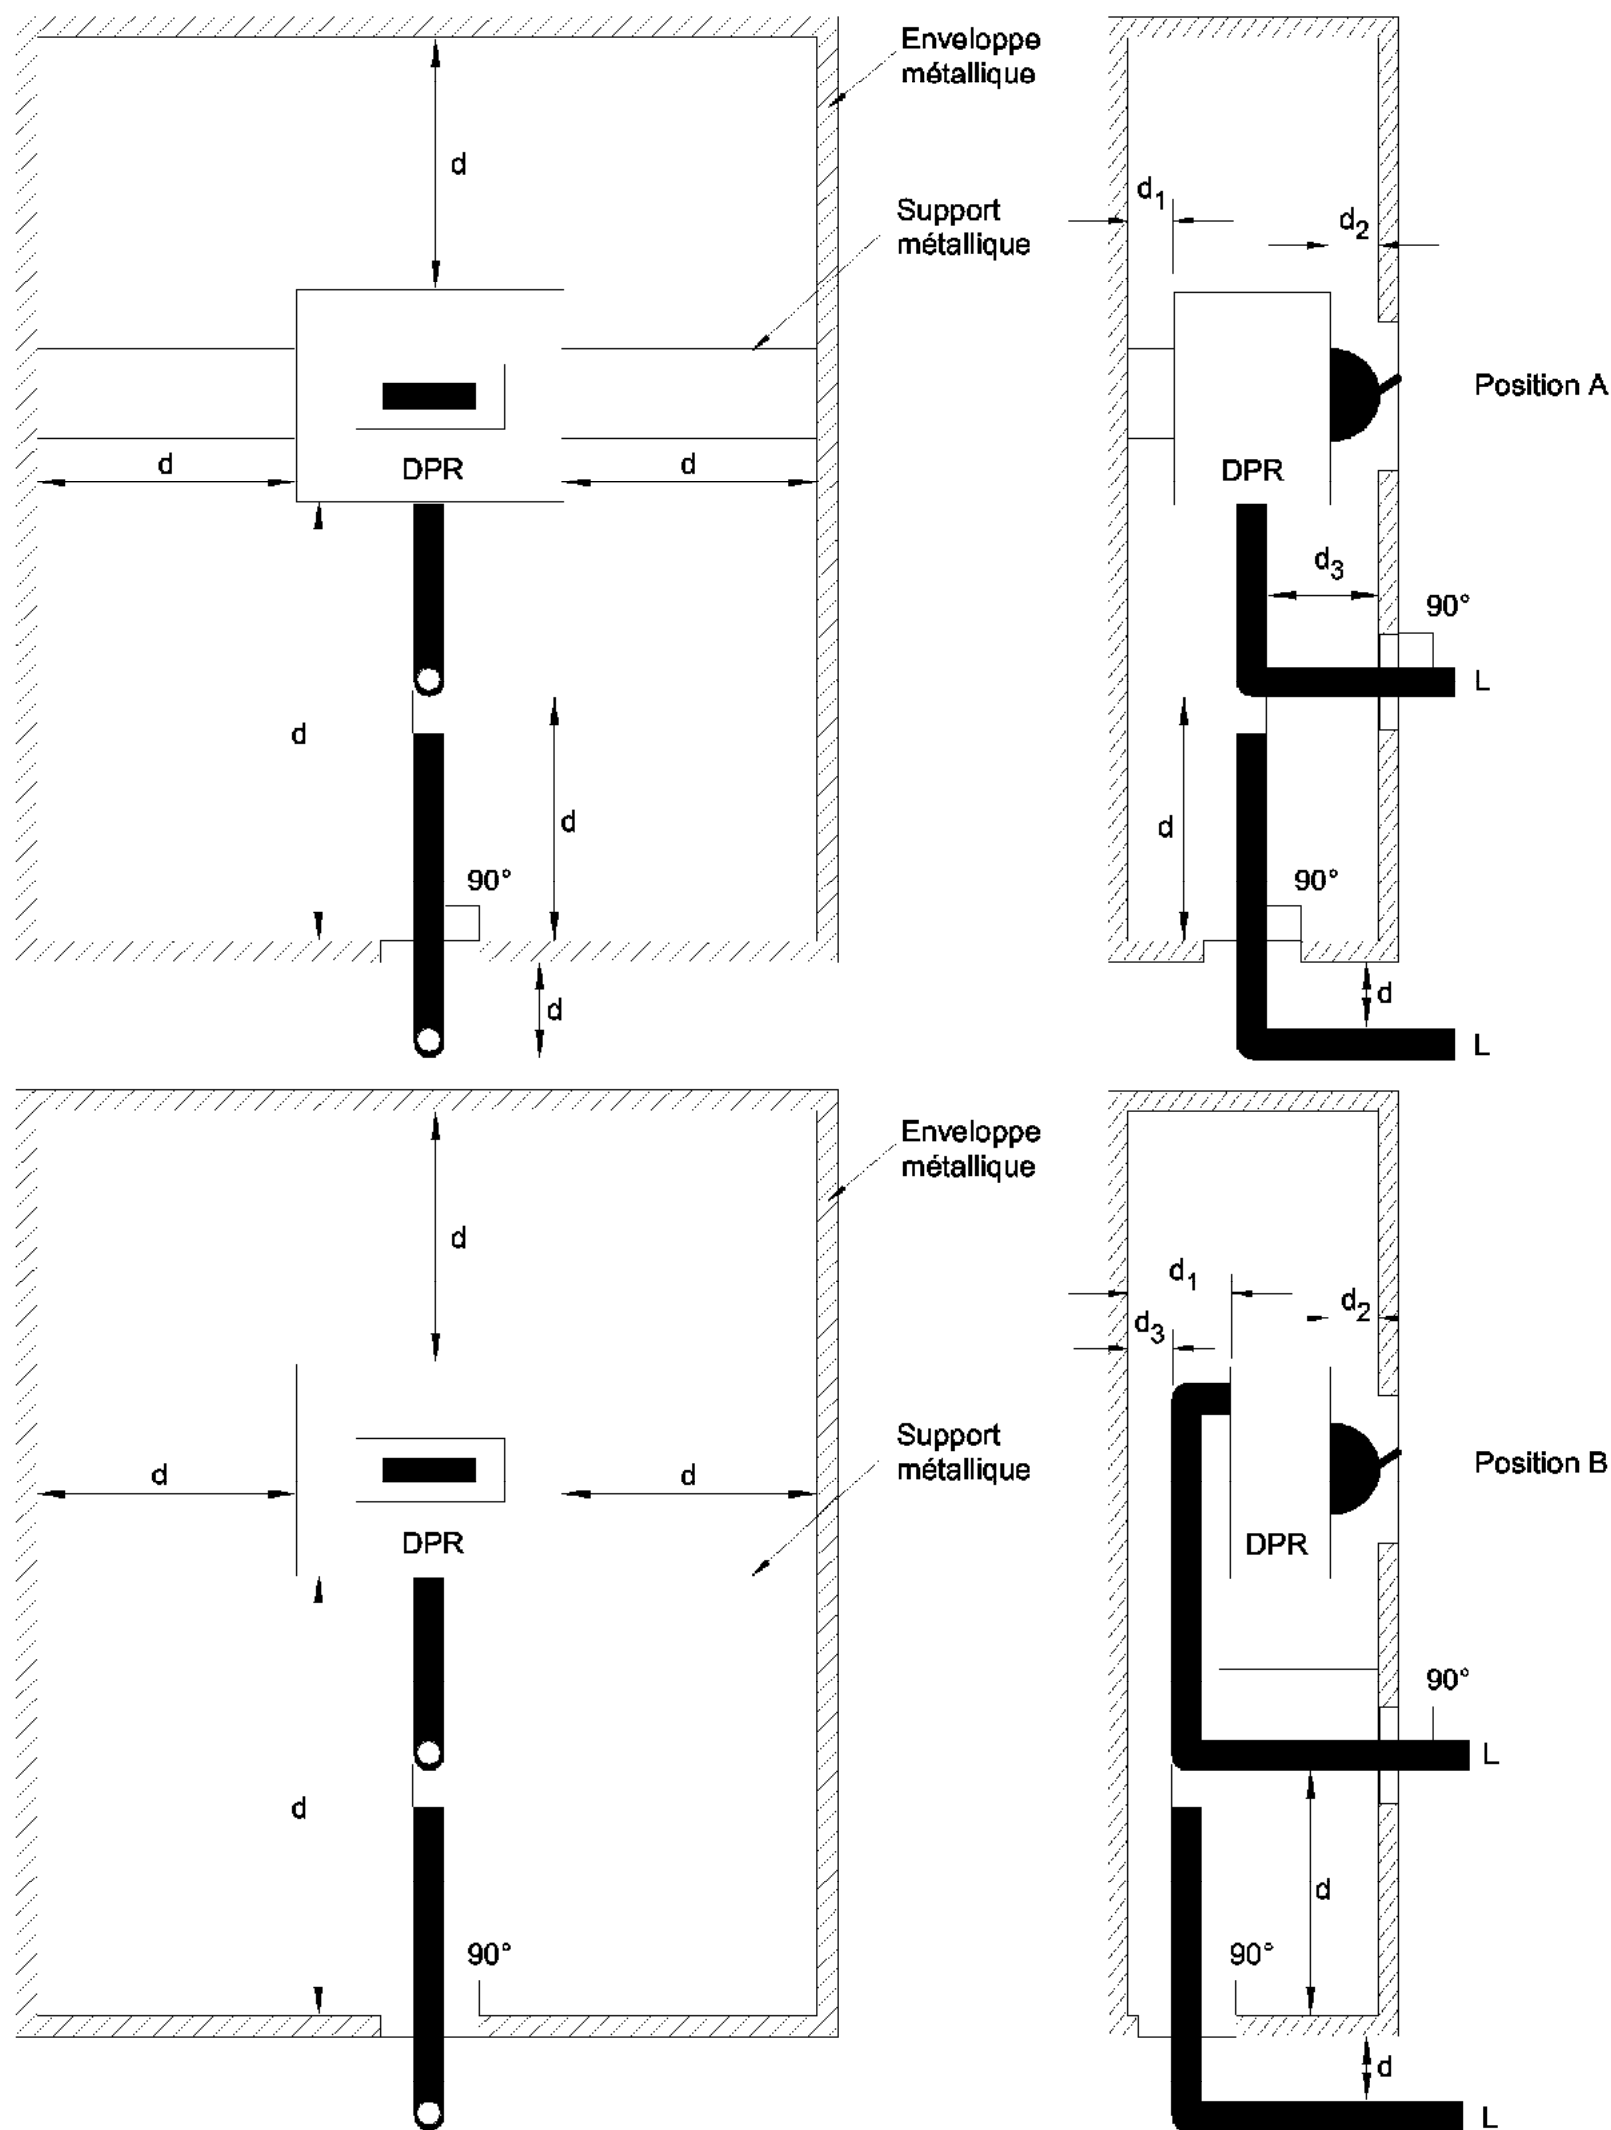 Enveloppe
métallique
d
Support
métallique
d1
d2
Position A
d
d
DPR
DPR
d3
90°
L
d
d
d
90°
90°
d
d
L
Enveloppe
métallique
d
d1
d2
d3
Support
métallique
Position B
d
d
DPR
DPR
90°
L
d
d
90°
90°
d
L